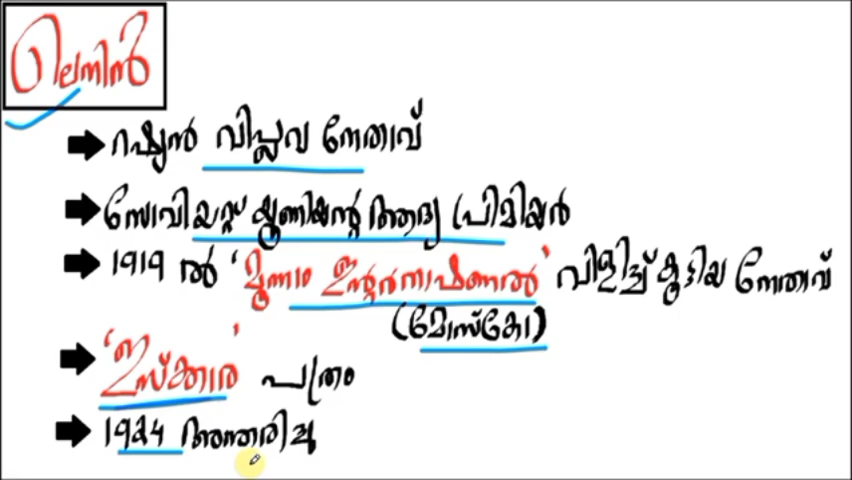 ലെനിൻ
റഷ്യൻ വിപ്ലവ നേതാവ്
സോവിയറ്റ് യൂണിയന്റെ ആദ്യ പ്രിമിയർ
1919 ൽ 'മൂന്നാം ഇന്റർനാഷണൽ' വിളിച്ച് കൂട്ടിയ നേതാവ്
(മോസ്കോ)
'ഇസ്ക്കാര' പത്രം
1924 അന്തരിച്ചു